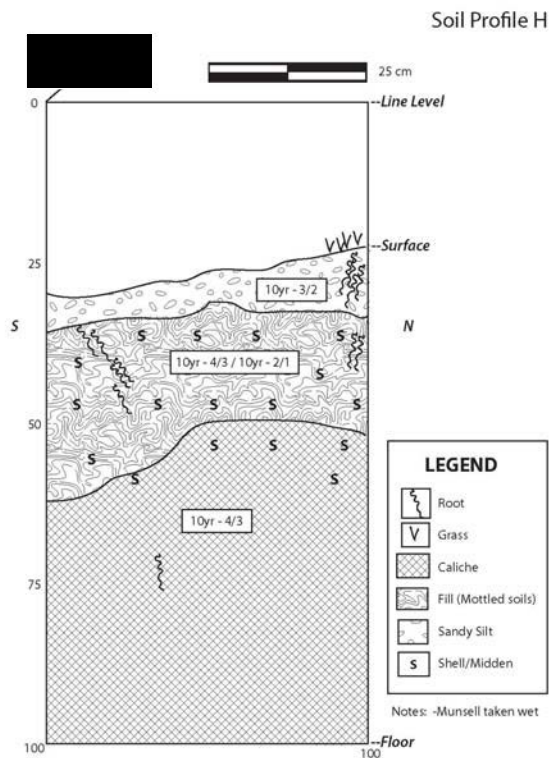 Soil Profile H
25 cm
0
--Line Level
--Surface
25
10yr - 3/2
S
N
S S S S
10yr - 4/3 / 10yr - 2/1
S S
S S S S S
50
S S S S
S S
10yr - 4/3
75
100
100
--Floor
LEGEND
Root
Grass
Caliche
Fill (Mottled soils)
Sandy Silt
S Shell/Midden
Notes: -Munsell taken wet